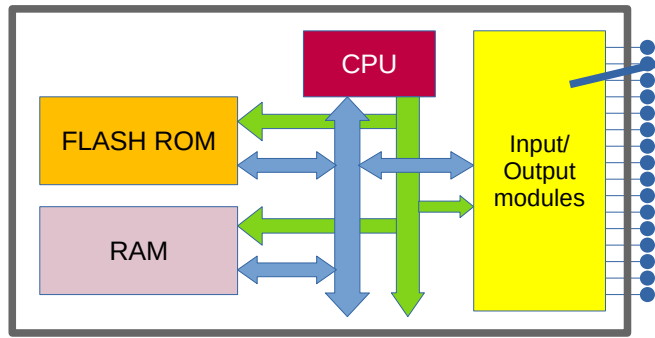 CPU
FLASH ROM
RAM
Input/
Output
modules